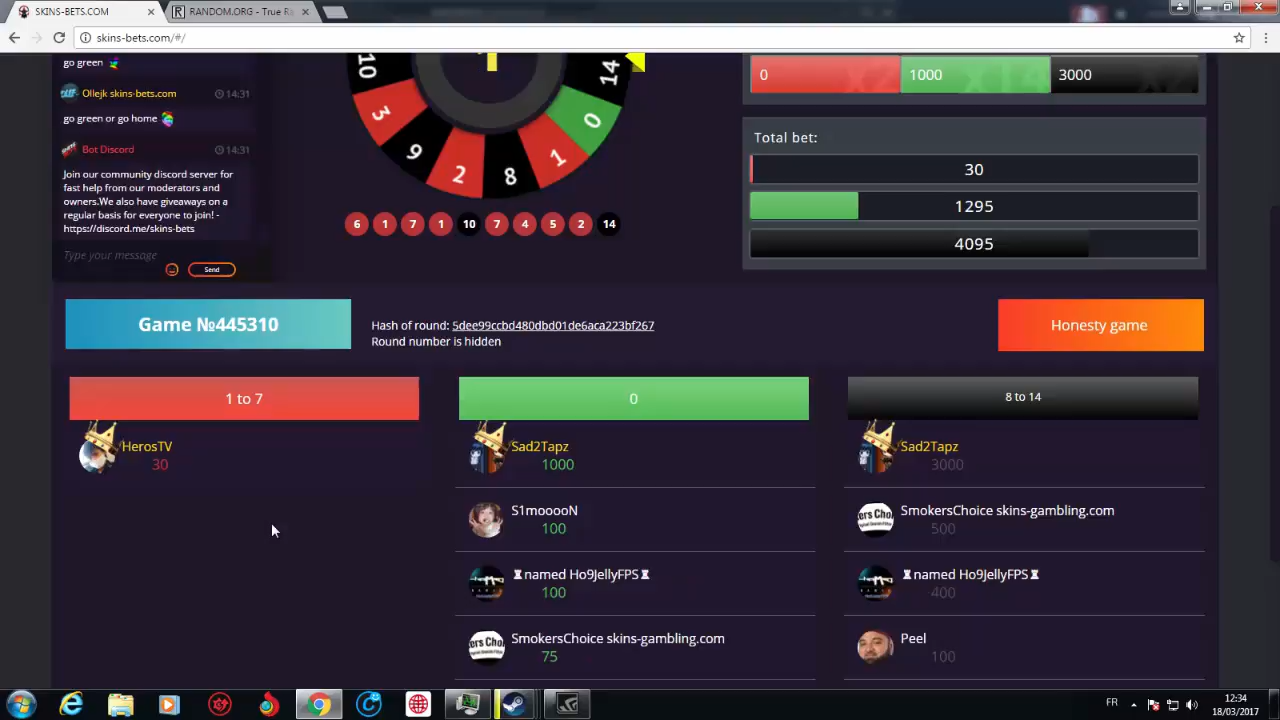 SKINS-BETS.COM
RANDOM.ORG - True Ra
skins-bets.com/#/
go green
Ollejk skins-bets.com
14:31
go green or go home
Bot Discord
14:31
Join our community discord server for
fast help from our moderators and
owners.We also have giveaways on a
regular basis for everyone to join! -
https://discord.me/skins-bets
Type your message
Send
10
3
9
2
8
1
0
14
6
1
7
1
10
7
4
5
2
14
0
1000
3000
Total bet:
30
1295
4095
Game №445310
Hash of round: 5dee99ccbd480dbd01de6aca223bf267
Round number is hidden
Honesty game
1 to 7
HerosTV
30
0
Sad2Tapz
1000
S1mooooN
100
♜named Ho9JellyFPS♜
100
SmokersChoice skins-gambling.com
75
8 to 14
Sad2Tapz
3000
SmokersChoice skins-gambling.com
500
♜named Ho9JellyFPS♜
400
Peel
100
FR
12:34
18/03/2017